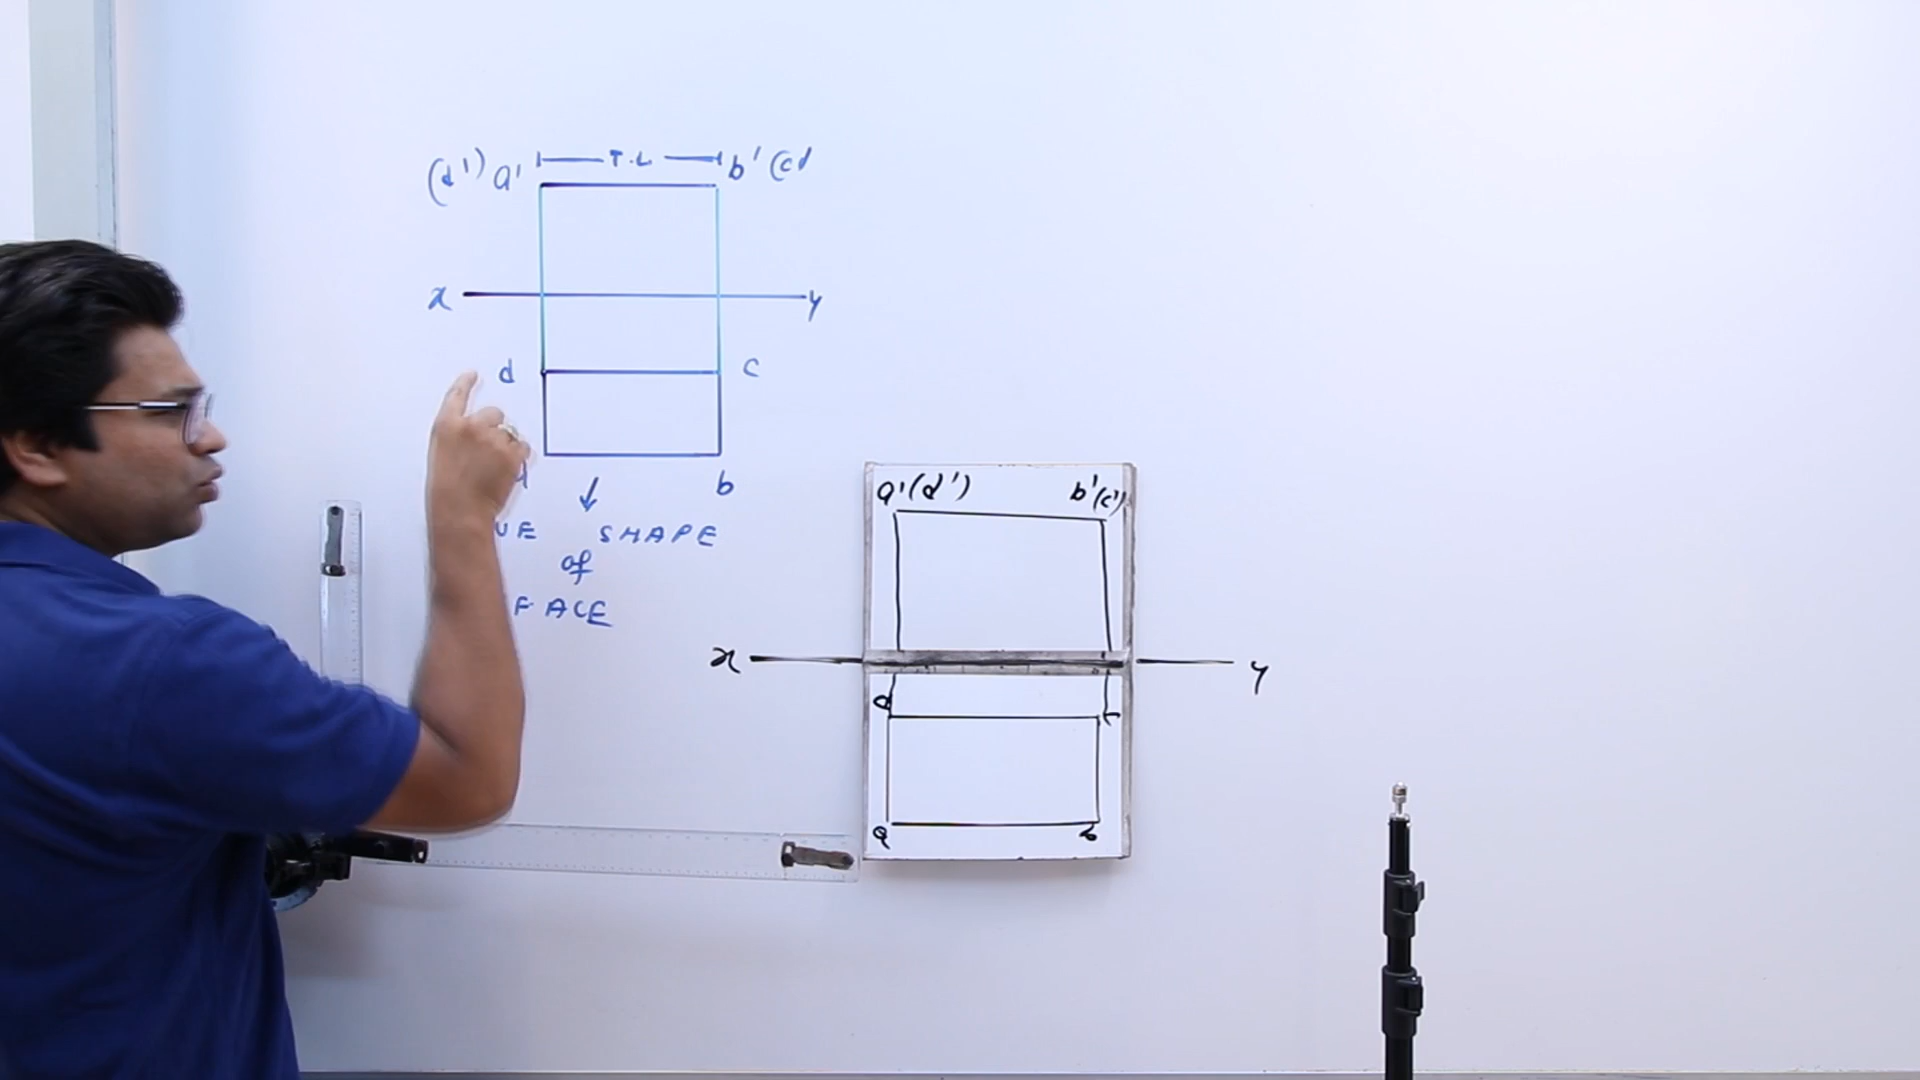 (d') a' T.L b' (c'
x y
d c
b
UE SHAPE
of
FACE
a'(d') b'(c')
x y
d c
a b